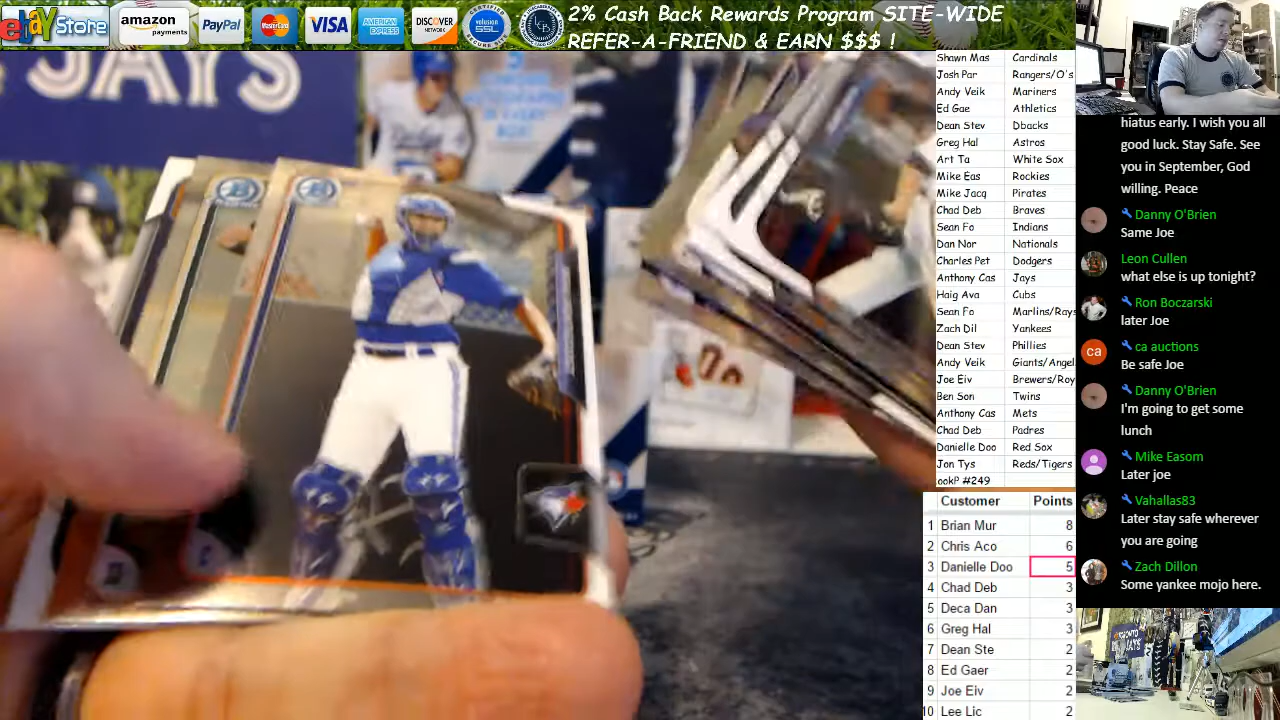 ebay Store
amazon payments
PayPal
MasterCard
VISA
AMERICAN EXPRESS
DISCOVER NETWORK
volusion SSL
2% Cash Back Rewards Program SITE-WIDE
REFER-A-FRIEND & EARN $$$ !
JAYS
Shawn Mas Cardinals
Josh Par Rangers/O's
Andy Veik Mariners
Ed Gae Athletics
Dean Stev Dbacks
Greg Hal Astros
Art Ta White Sox
Mike Eas Rockies
Mike Jacq Pirates
Chad Deb Braves
Sean Fo Indians
Dan Nor Nationals
Charles Pet Dodgers
Anthony Cas Jays
Haig Ava Cubs
Sean Fo Marlins/Rays
Zach Dil Yankees
Dean Stev Phillies
Andy Veik Giants/Angel
Joe Eiv Brewers/Roy
Ben Son Twins
Anthony Cas Mets
Chad Deb Padres
Danielle Doo Red Sox
Jon Tys Reds/Tigers
ookP #249
Customer Points
1 Brian Mur 8
2 Chris Aco 6
3 Danielle Doo 5
4 Chad Deb 3
5 Deca Dan 3
6 Greg Hal 3
7 Dean Ste 2
8 Ed Gaer 2
9 Joe Eiv 2
10 Lee Lic 2
hiatus early. I wish you all
good luck. Stay Safe. See
you in September, God
willing. Peace
Danny O'Brien
Same Joe
Leon Cullen
what else is up tonight?
Ron Boczarski
later Joe
ca
ca auctions
Be safe Joe
Danny O'Brien
I'm going to get some
lunch
Mike Easom
Later joe
Vahallas83
Later stay safe wherever
you are going
Zach Dillon
Some yankee mojo here.